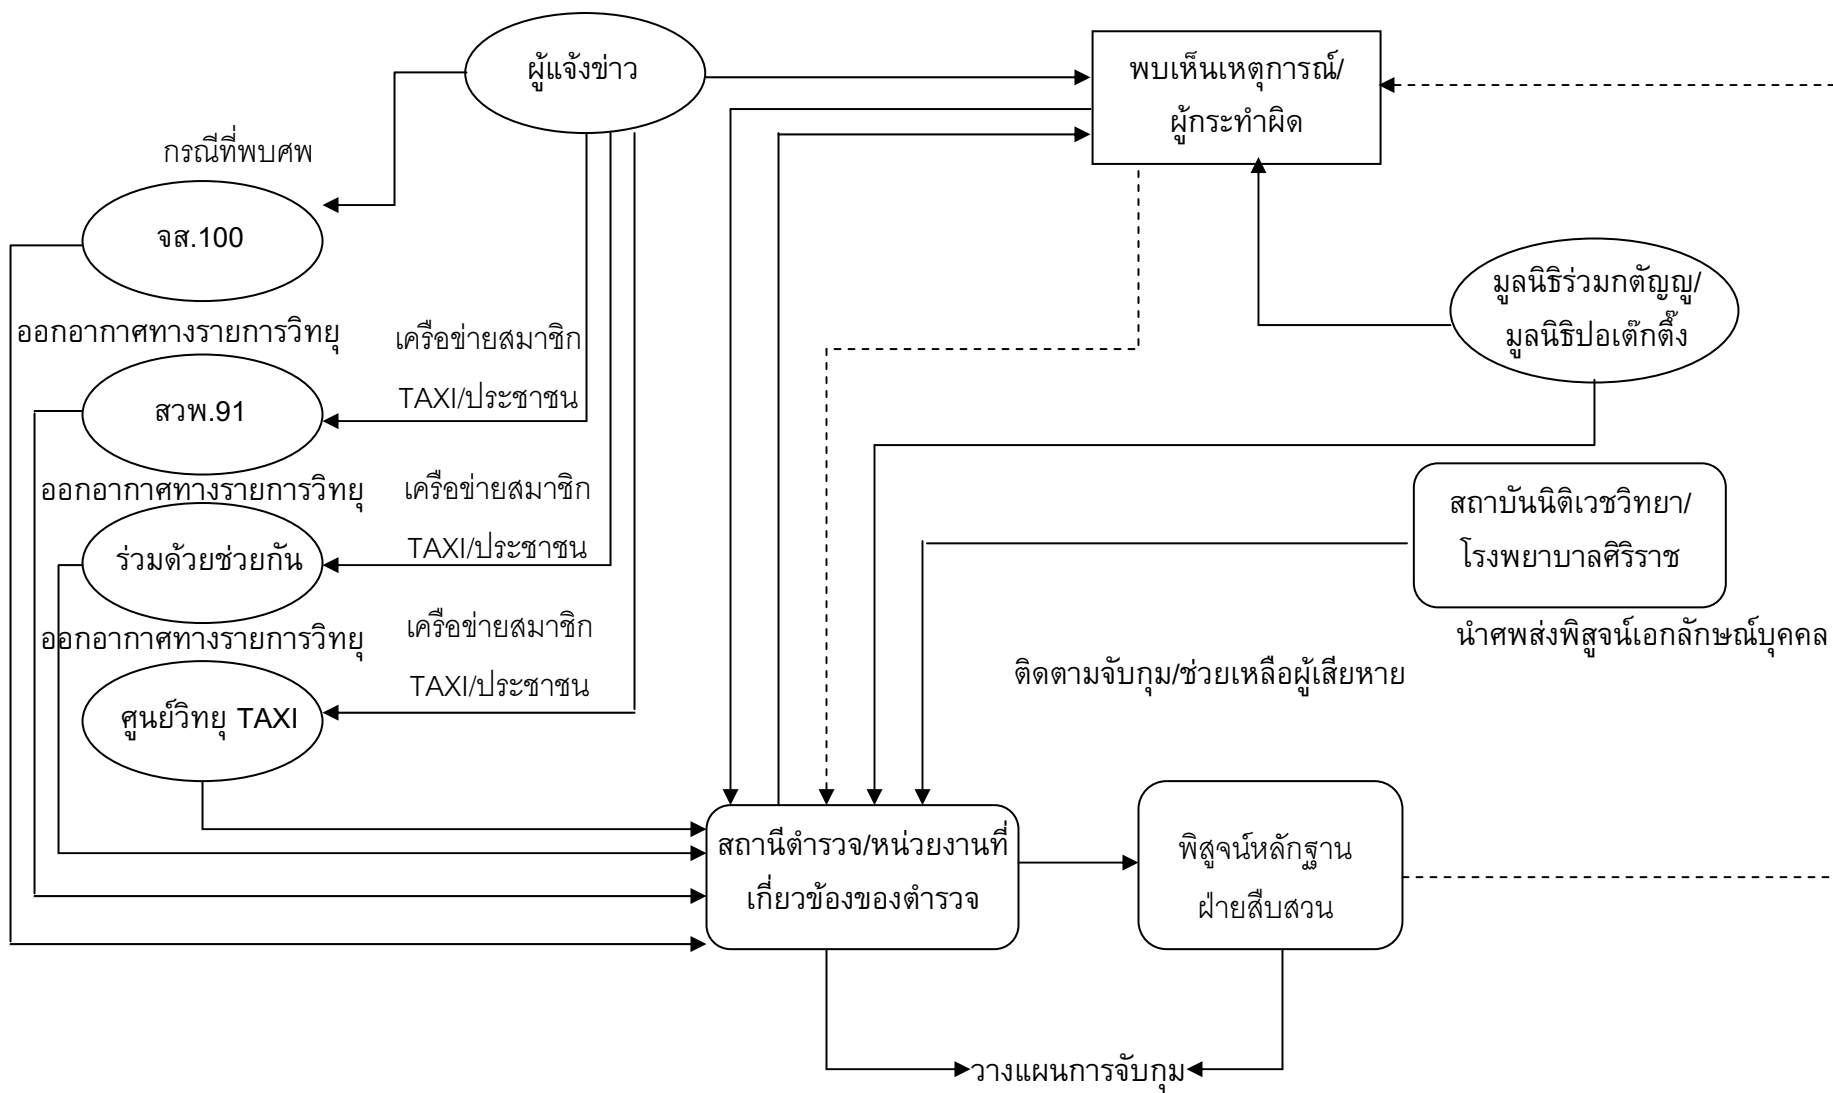 ผู้แจ้งข่าว
พบเห็นเหตุการณ์/
ผู้กระทำผิด
กรณีที่พบศพ
จส.100
มูลนิธิร่วมกตัญญู/
มูลนิธิปอเต๊กตึ๊ง
ออกอากาศทางรายการวิทยุ
เครือข่ายสมาชิก
TAXI/ประชาชน
สวพ.91
ออกอากาศทางรายการวิทยุ
เครือข่ายสมาชิก
TAXI/ประชาชน
สถาบันนิติเวชวิทยา/
โรงพยาบาลศิริราช
ร่วมด้วยช่วยกัน
ออกอากาศทางรายการวิทยุ
เครือข่ายสมาชิก
TAXI/ประชาชน
นำศพส่งพิสูจน์เอกลักษณ์บุคคล
ติดตามจับกุม/ช่วยเหลือผู้เสียหาย
ศูนย์วิทยุ TAXI
สถานีตำรวจ/หน่วยงานที่
เกี่ยวข้องของตำรวจ
พิสูจน์หลักฐาน
ฝ่ายสืบสวน
วางแผนการจับกุม